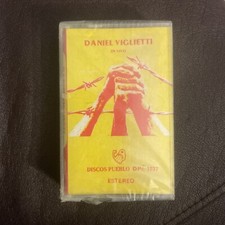 DANIEL VIGLIETTI
DISCOS PUEBLO
ESTEREO